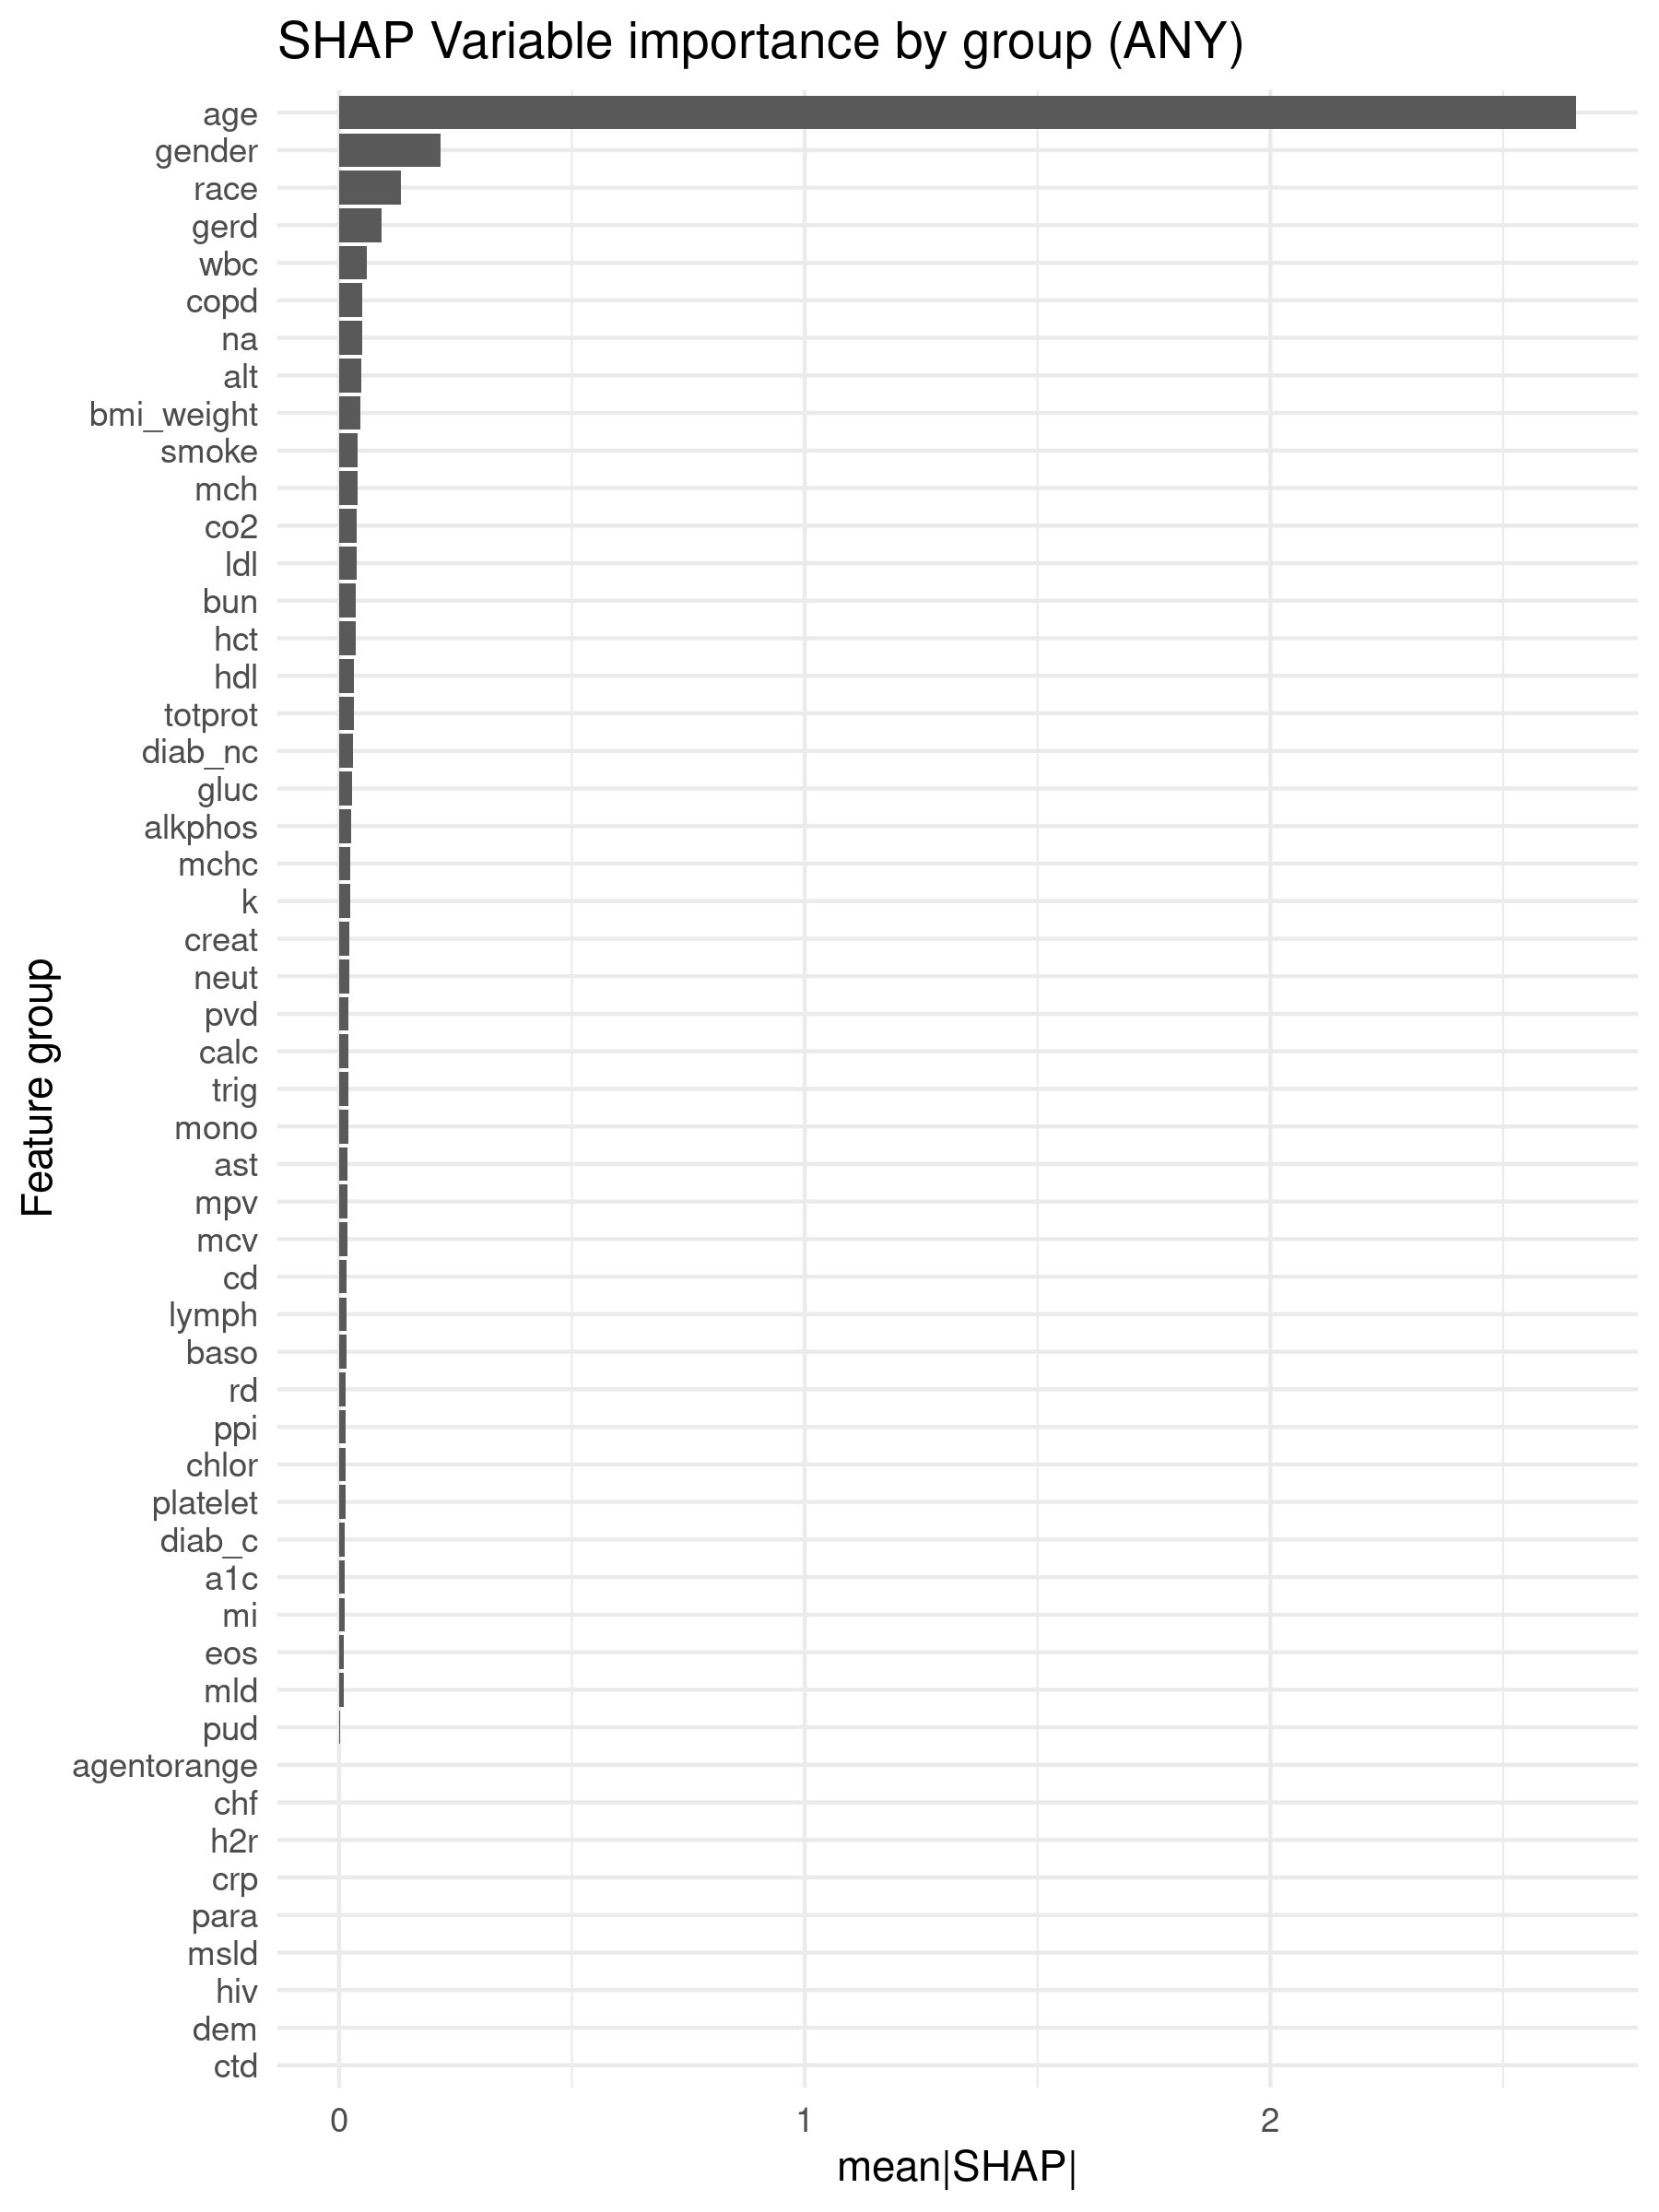 SHAP Variable importance by group (ANY)
age
gender
race
gerd
wbc
copd
na
alt
bmi_weight
smoke
mch
co2
ldl
bun
hct
hdl
totprot
diab_nc
gluc
alkphos
mchc
k
creat
neut
pvd
calc
trig
mono
ast
mpv
mcv
cd
lymph
baso
rd
ppi
chlor
platelet
diab_c
a1c
mi
eos
mld
pud
agentorange
chf
h2r
crp
para
msld
hiv
dem
ctd
Feature group
0 1 2
mean|SHAP|